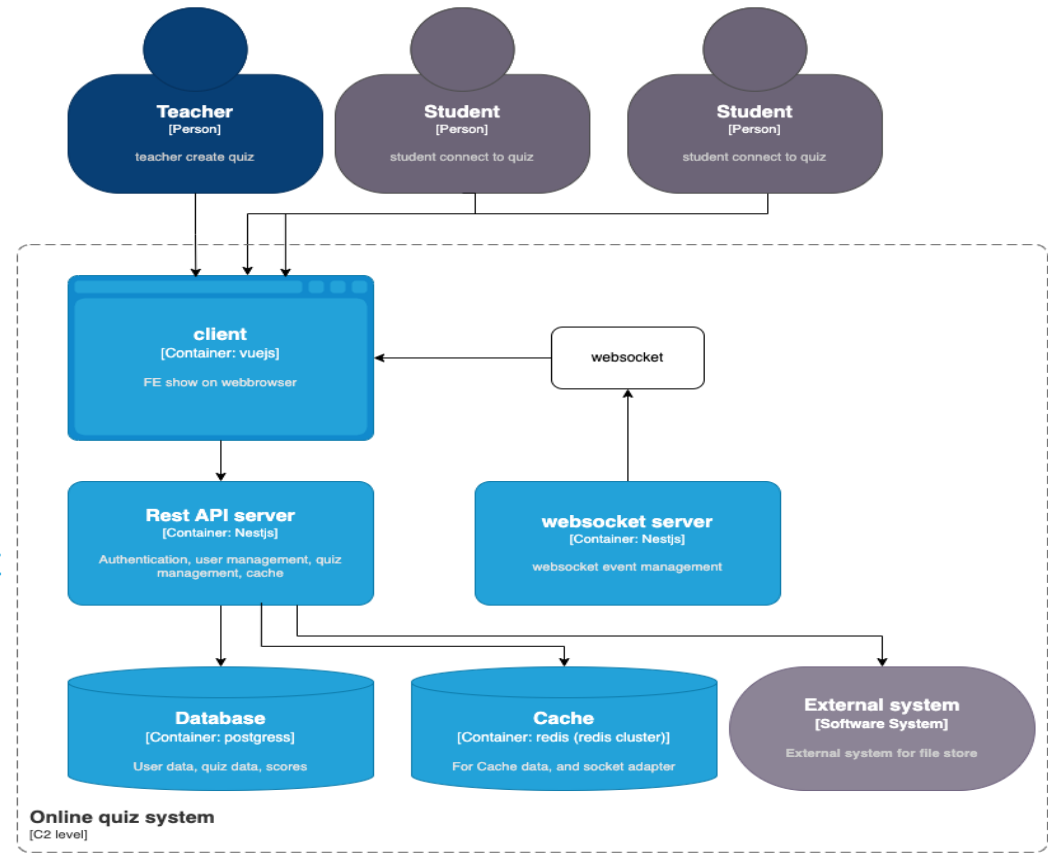 Teacher
[Person]
teacher create quiz
Student
[Person]
student connect to quiz
Student
[Person]
student connect to quiz
client
[Container: vuejs]
FE show on webbrowser
websocket
Rest API server
[Container: Nestjs]
Authentication, user management, quiz
management, cache
websocket server
[Container: Nestjs]
websocket event management
Database
[Container: postgress]
User data, quiz data, scores
Cache
[Container: redis (redis cluster)]
For Cache data, and socket adapter
External system
[Software System]
External system for file store
Online quiz system
[C2 level]